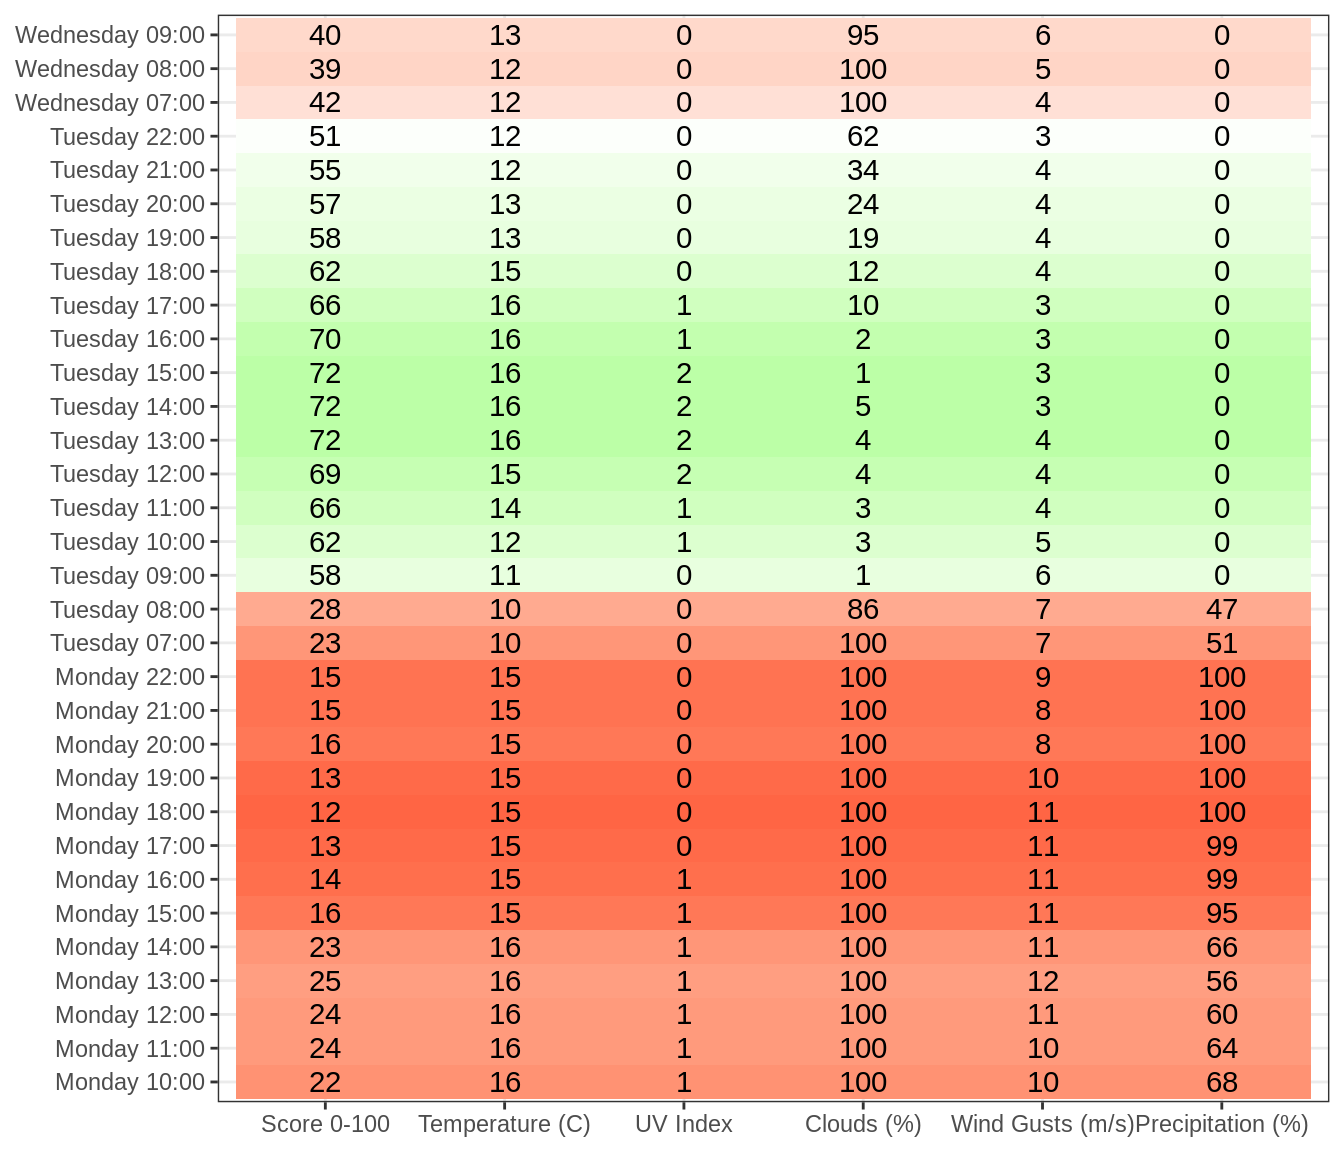 Wednesday 09:00 40 13 0 95 6 0
Wednesday 08:00 39 12 0 100 5 0
Wednesday 07:00 42 12 0 100 4 0
Tuesday 22:00 51 12 0 62 3 0
Tuesday 21:00 55 12 0 34 4 0
Tuesday 20:00 57 13 0 24 4 0
Tuesday 19:00 58 13 0 19 4 0
Tuesday 18:00 62 15 0 12 4 0
Tuesday 17:00 66 16 1 10 3 0
Tuesday 16:00 70 16 1 2 3 0
Tuesday 15:00 72 16 2 1 3 0
Tuesday 14:00 72 16 2 5 3 0
Tuesday 13:00 72 16 2 4 4 0
Tuesday 12:00 69 15 2 4 4 0
Tuesday 11:00 66 14 1 3 4 0
Tuesday 10:00 62 12 1 3 5 0
Tuesday 09:00 58 11 0 1 6 0
Tuesday 08:00 28 10 0 86 7 47
Tuesday 07:00 23 10 0 100 7 51
Monday 22:00 15 15 0 100 9 100
Monday 21:00 15 15 0 100 8 100
Monday 20:00 16 15 0 100 8 100
Monday 19:00 13 15 0 100 10 100
Monday 18:00 12 15 0 100 11 100
Monday 17:00 13 15 0 100 11 99
Monday 16:00 14 15 1 100 11 99
Monday 15:00 16 15 1 100 11 95
Monday 14:00 23 16 1 100 11 66
Monday 13:00 25 16 1 100 12 56
Monday 12:00 24 16 1 100 11 60
Monday 11:00 24 16 1 100 10 64
Monday 10:00 22 16 1 100 10 68
Score 0-100 Temperature (C) UV Index Clouds (%) Wind Gusts (m/s) Precipitation (%)